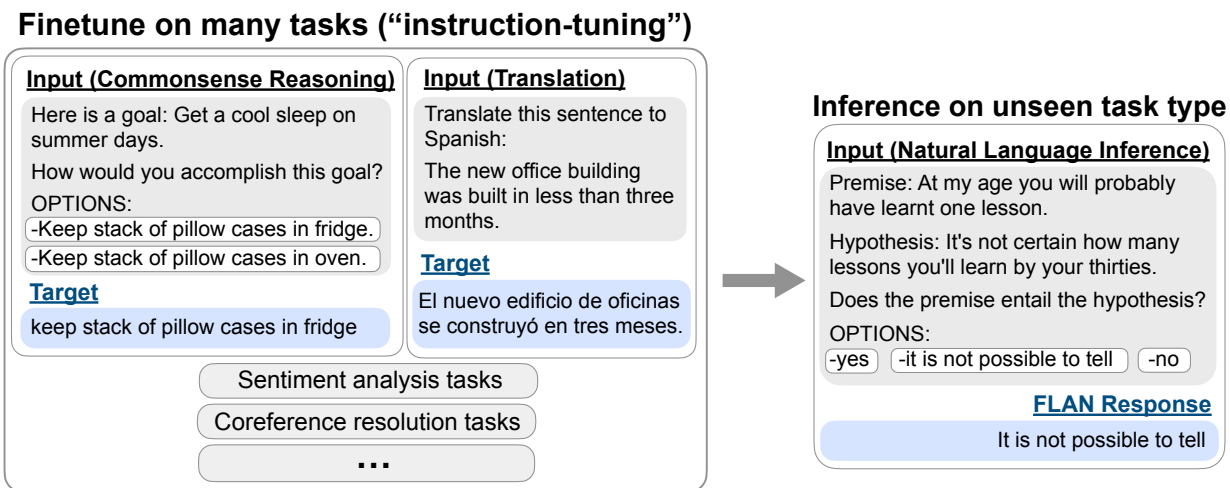 Finetune on many tasks (“instruction-tuning”)
Input (Commonsense Reasoning)
Here is a goal: Get a cool sleep on
summer days.
How would you accomplish this goal?
OPTIONS:
-Keep stack of pillow cases in fridge.
-Keep stack of pillow cases in oven.
Target
keep stack of pillow cases in fridge
Input (Translation)
Translate this sentence to
Spanish:
The new office building
was built in less than three
months.
Target
El nuevo edificio de oficinas
se construyó en tres meses.
Sentiment analysis tasks
Coreference resolution tasks
...
Inference on unseen task type
Input (Natural Language Inference)
Premise: At my age you will probably
have learnt one lesson.
Hypothesis: It's not certain how many
lessons you'll learn by your thirties.
Does the premise entail the hypothesis?
OPTIONS:
-yes -it is not possible to tell -no
FLAN Response
It is not possible to tell